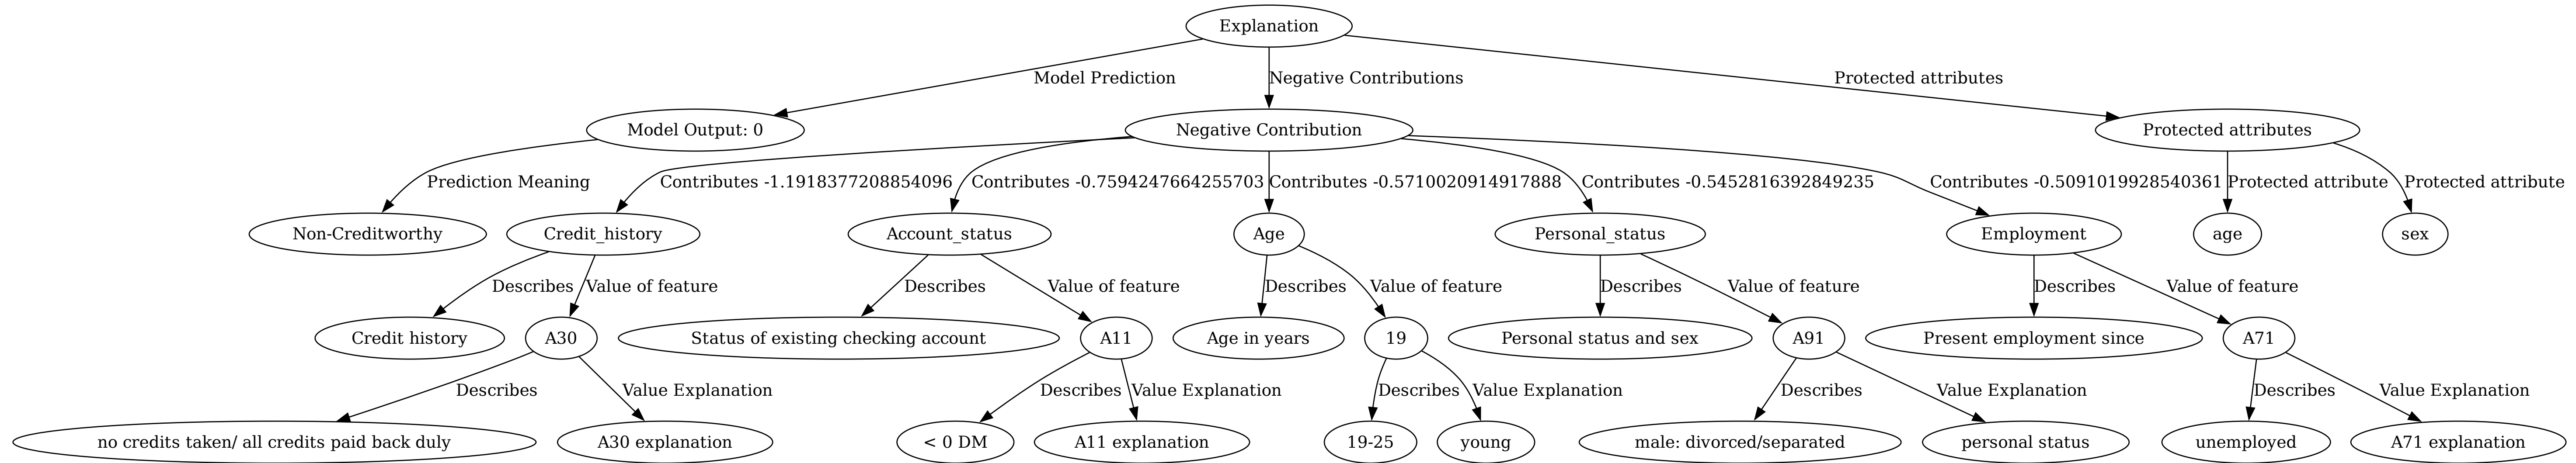 Explanation
Model Prediction
Negative Contributions
Protected attributes
Model Output: 0
Negative Contribution
Protected attributes
Prediction Meaning
Contributes -1.1918377208854096
Contributes -0.7594247664255703
Contributes -0.5710020914917888
Contributes -0.5452816392849235
Contributes -0.5091019928540361
Protected attribute
Protected attribute
Non-Creditworthy
Credit_history
Account_status
Age
Personal_status
Employment
age
sex
Describes
Value of feature
Describes
Value of feature
Describes
Value of feature
Describes
Value of feature
Describes
Value of feature
Credit history
A30
Status of existing checking account
A11
Age in years
19
Personal status and sex
A91
Present employment since
A71
Describes
Value Explanation
Describes
Value Explanation
Describes
Value Explanation
Describes
Value Explanation
Describes
Value Explanation
no credits taken/ all credits paid back duly
A30 explanation
< 0 DM
A11 explanation
19-25
young
male: divorced/separated
personal status
unemployed
A71 explanation